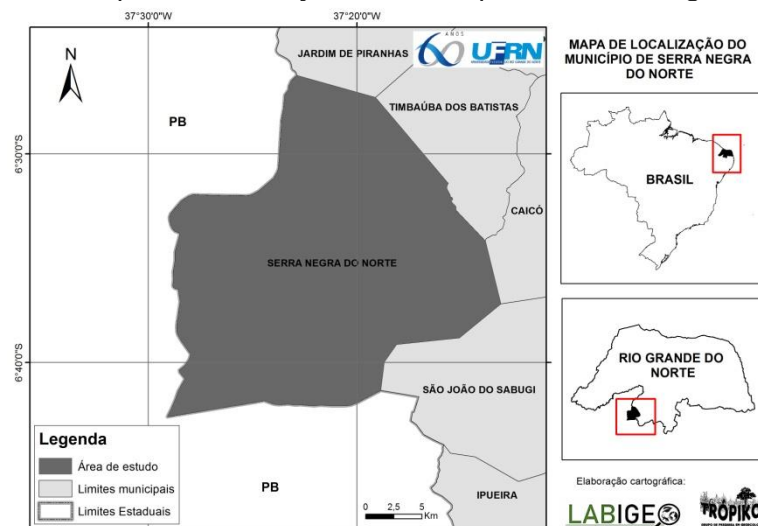 37°30'0"W
37°20'0"W
N
PB
JARDIM DE PIRANHAS
60 ANOS
UFRN
TIMBAÚBA DOS BATISTAS
CAICÓ
6°30'0"S
SERRA NEGRA DO NORTE
6°40'0"S
SÃO JOÃO DO SABUGI
PB
IPUEIRA
0 2,5 5
Km
Legenda
Área de estudo
Limites municipais
Limites Estaduais
MAPA DE LOCALIZAÇÃO DO
MUNICÍPIO DE SERRA NEGRA
DO NORTE
BRASIL
RIO GRANDE DO
NORTE
Elaboração cartográfica:
LABIGEO
TRÓPIKO